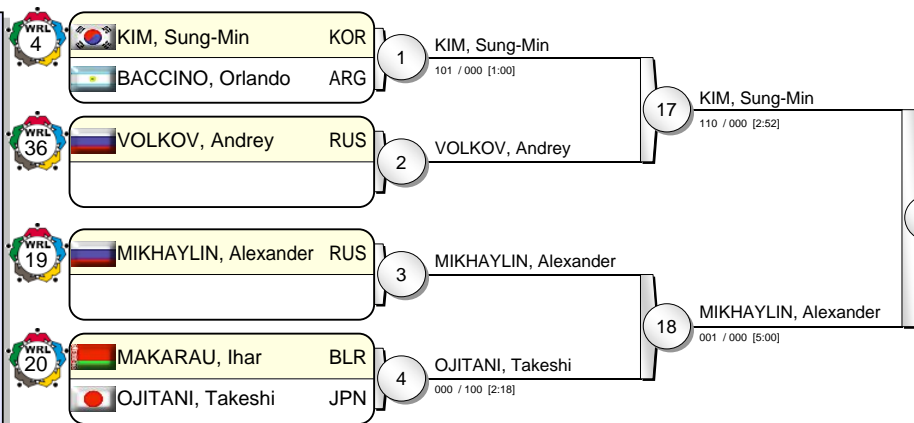 WRL
4
KIM, Sung-Min KOR
BACCINO, Orlando ARG
1
KIM, Sung-Min
101 / 000 [1:00]
WRL
36
VOLKOV, Andrey RUS
2
VOLKOV, Andrey
17
KIM, Sung-Min
110 / 000 [2:52]
WRL
19
MIKHAYLIN, Alexander RUS
3
MIKHAYLIN, Alexander
WRL
20
MAKARAU, Ihar BLR
OJITANI, Takeshi JPN
4
OJITANI, Takeshi
000 / 100 [2:18]
18
MIKHAYLIN, Alexander
001 / 000 [5:00]